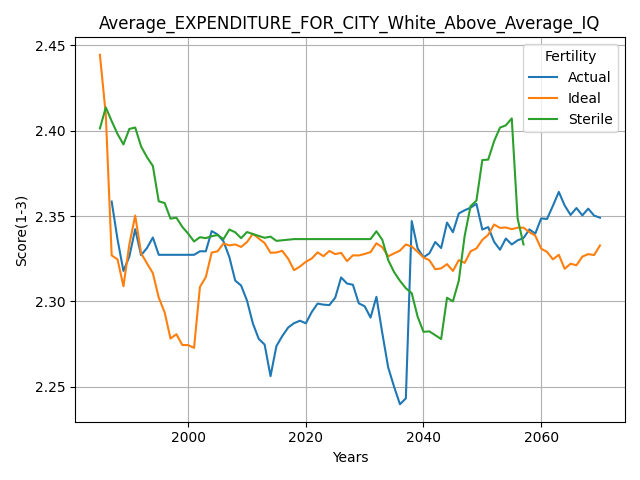 Average_EXPENDITURE_FOR_CITY_White_Above_Average_IQ
Fertility
Actual
Ideal
Sterile
Score(1-3)
2.45
2.40
2.35
2.30
2.25
2000
2020
2040
2060
Years